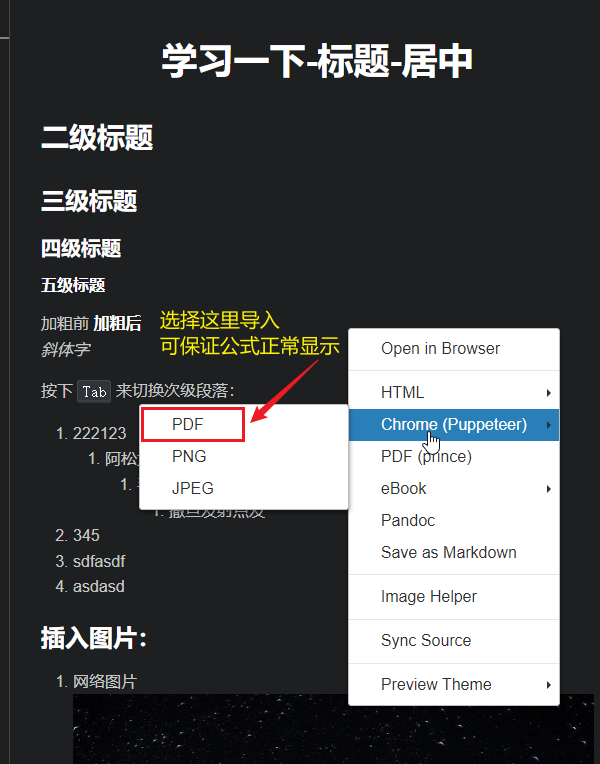 学习一下-标题-居中
二级标题
三级标题
四级标题
五级标题
加粗前 加粗后
斜体字
选择这里导入
可保证公式正常显示
按下 Tab 来切换次级段落：
1. 222123
1. 阿松
1.
1. 撒旦发射点发
2. 345
3. sdfasdf
4. asdasd
PDF
PNG
JPEG
Open in Browser
HTML
Chrome (Puppeteer)
PDF (prince)
eBook
Pandoc
Save as Markdown
Image Helper
Sync Source
Preview Theme
插入图片：
1. 网络图片